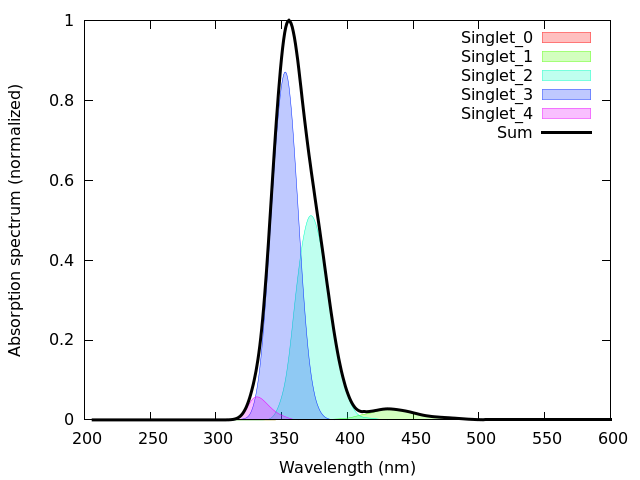 1
0.8
0.6
0.4
0.2
0
Absorption spectrum (normalized)
Singlet_0
Singlet_1
Singlet_2
Singlet_3
Singlet_4
Sum
200 250 300 350 400 450 500 550 600
Wavelength (nm)